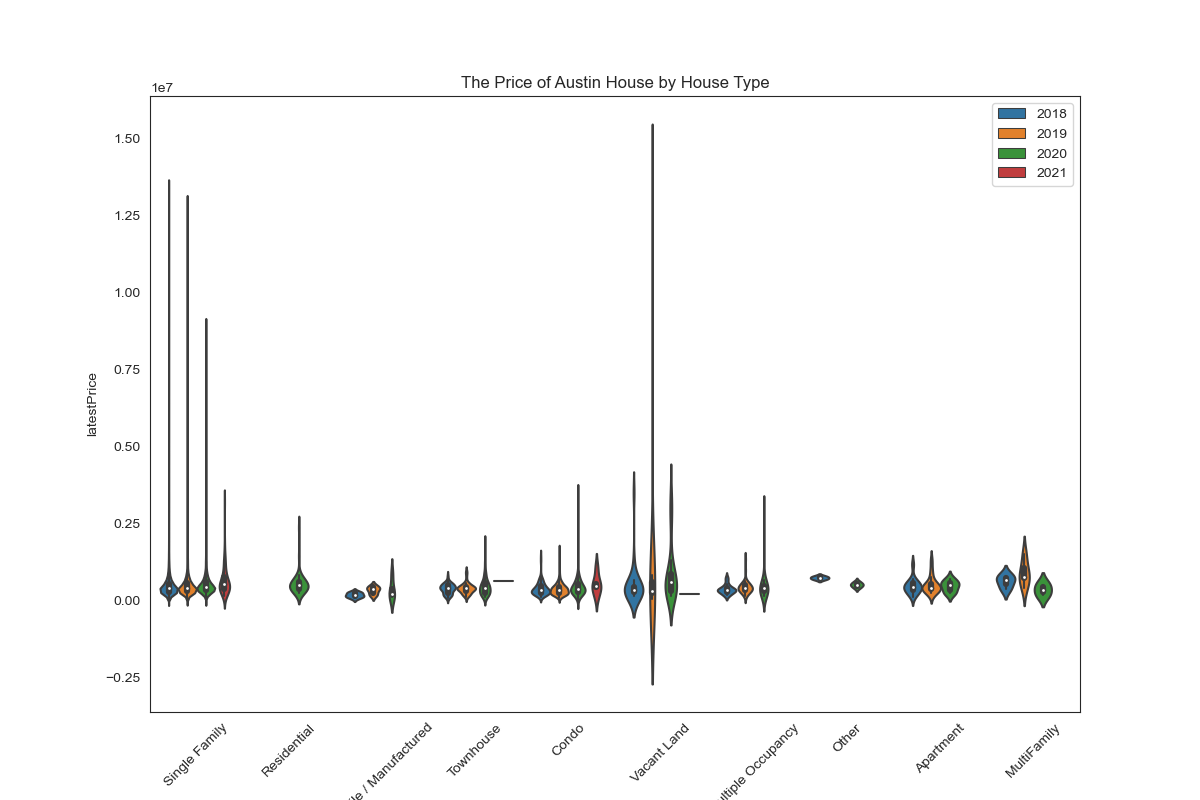 The Price of Austin House by House Type
1e7
2018
2019
2020
2021
1.50
1.25
1.00
0.75
0.50
0.25
0.00
−0.25
latestPrice
Single Family
Residential
/ Manufactured
Townhouse
Condo
Vacant Land
Occupancy
Other
Apartment
MultiFamily